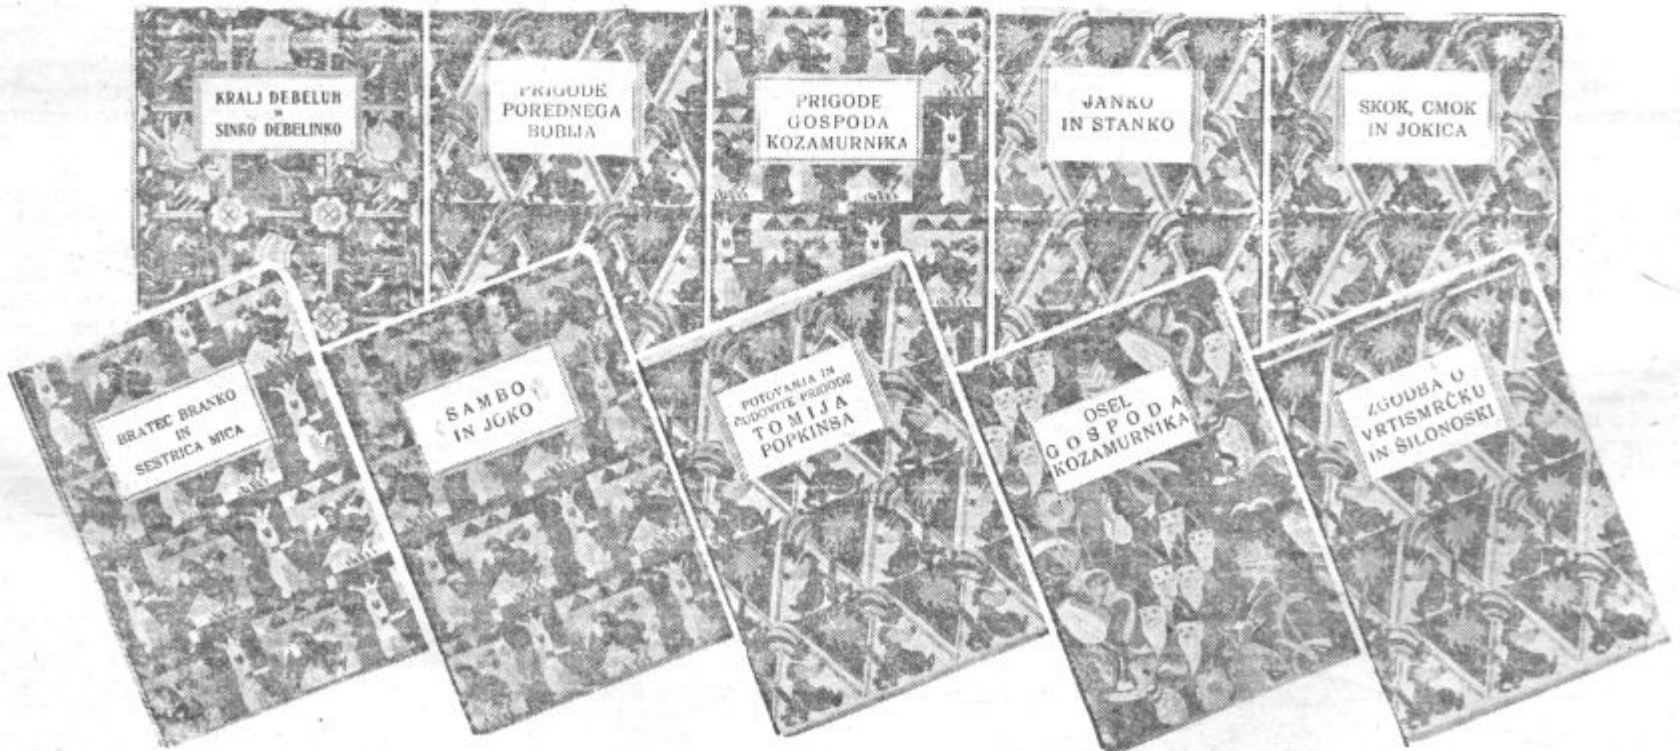 KRALJ DEBELUH
in
SINKO DEBELINKO
PRIGODE
POREDNEGA
BOBIJA
PRIGODE
GOSPODA
KOZAMURNIKA
JANKO
IN STANKO
SKOK, CMOK
IN JOKICA
BRATEC BRANKO
IN
SESTRICA MICA
SAMBO
IN JOKO
POTOVANJA IN
ČUDOVITE PRIGODE
TOMIJA
POPKINSA
OSEL
GOSPODA
KOZAMURNIKA
ZGODBA O
VRTISMRČKU
IN ŠILONOSKI